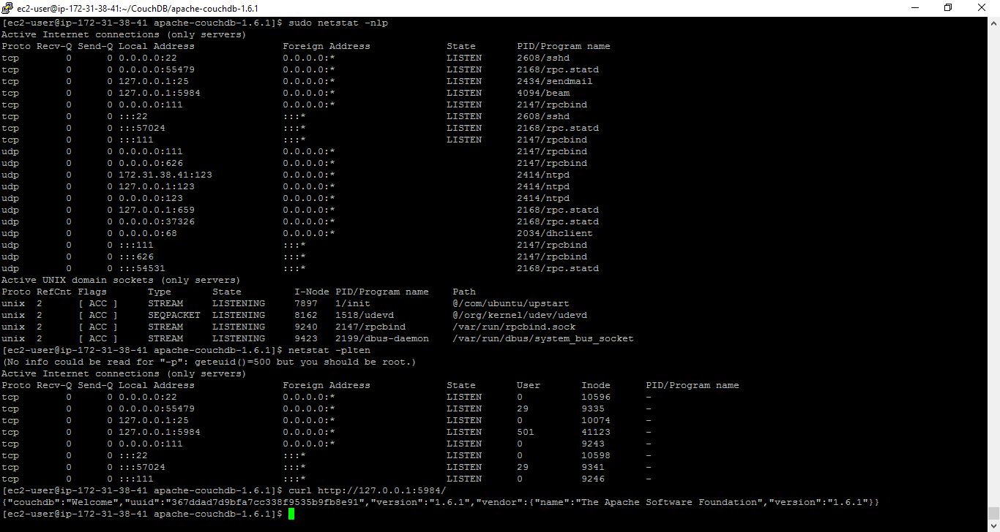 ec2-user@ip-172-31-38-41:~/CouchDB/apache-couchdb-1.6.1
[ec2-user@ip-172-31-38-41 apache-couchdb-1.6.1]$ sudo netstat -nlp
Active Internet connections (only servers)
Proto Recv-Q Send-Q Local Address               Foreign Address             State       PID/Program name
tcp        0      0 0.0.0.0:22                  0.0.0.0:*                   LISTEN      2608/sshd
tcp        0      0 0.0.0.0:55479               0.0.0.0:*                   LISTEN      2168/rpc.statd
tcp        0      0 127.0.0.1:25                0.0.0.0:*                   LISTEN      2434/sendmail
tcp        0      0 127.0.0.1:5984              0.0.0.0:*                   LISTEN      4094/beam
tcp        0      0 0.0.0.0:111                 0.0.0.0:*                   LISTEN      2147/rpcbind
tcp        0      0 :::22                       :::*                        LISTEN      2608/sshd
tcp        0      0 :::57024                    :::*                        LISTEN      2168/rpc.statd
tcp        0      0 :::111                      :::*                        LISTEN      2147/rpcbind
udp        0      0 0.0.0.0:111                 0.0.0.0:*                               2147/rpcbind
udp        0      0 0.0.0.0:626                 0.0.0.0:*                               2147/rpcbind
udp        0      0 172.31.38.41:123            0.0.0.0:*                               2414/ntpd
udp        0      0 127.0.0.1:123               0.0.0.0:*                               2414/ntpd
udp        0      0 0.0.0.0:123                 0.0.0.0:*                               2414/ntpd
udp        0      0 127.0.0.1:659               0.0.0.0:*                               2168/rpc.statd
udp        0      0 0.0.0.0:37326               0.0.0.0:*                               2168/rpc.statd
udp        0      0 0.0.0.0:68                  0.0.0.0:*                               2034/dhclient
udp        0      0 :::111                      :::*                                    2147/rpcbind
udp        0      0 :::626                      :::*                                    2147/rpcbind
udp        0      0 :::54531                    :::*                                    2168/rpc.statd
Active UNIX domain sockets (only servers)
Proto RefCnt Flags       Type       State         I-Node PID/Program name    Path
unix  2      [ ACC ]     STREAM     LISTENING     7897   1/init              @/com/ubuntu/upstart
unix  2      [ ACC ]     SEQPACKET  LISTENING     8162   1518/udevd          @/org/kernel/udev/udevd
unix  2      [ ACC ]     STREAM     LISTENING     9240   2147/rpcbind        /var/run/rpcbind.sock
unix  2      [ ACC ]     STREAM     LISTENING     9423   2199/dbus-daemon    /var/run/dbus/system_bus_socket
[ec2-user@ip-172-31-38-41 apache-couchdb-1.6.1]$ netstat -plten
(No info could be read for "-p": geteuid()=500 but you should be root.)
Active Internet connections (only servers)
Proto Recv-Q Send-Q Local Address               Foreign Address             State       User       Inode      PID/Program name
tcp        0      0 0.0.0.0:22                  0.0.0.0:*                   LISTEN      0          10596      -
tcp        0      0 0.0.0.0:55479               0.0.0.0:*                   LISTEN      29         9335       -
tcp        0      0 127.0.0.1:25                0.0.0.0:*                   LISTEN      0          10074      -
tcp        0      0 127.0.0.1:5984              0.0.0.0:*                   LISTEN      501        41123      -
tcp        0      0 0.0.0.0:111                 0.0.0.0:*                   LISTEN      0          9243       -
tcp        0      0 :::22                       :::*                        LISTEN      0          10598      -
tcp        0      0 :::57024                    :::*                        LISTEN      29         9341       -
tcp        0      0 :::111                      :::*                        LISTEN      0          9246       -
[ec2-user@ip-172-31-38-41 apache-couchdb-1.6.1]$ curl http://127.0.0.1:5984/
{"couchdb":"Welcome","uuid":"367ddad7d9bfa7cc338f9535b9fb8e91","version":"1.6.1","vendor":{"name":"The Apache Software Foundation","version":"1.6.1"}}
[ec2-user@ip-172-31-38-41 apache-couchdb-1.6.1]$